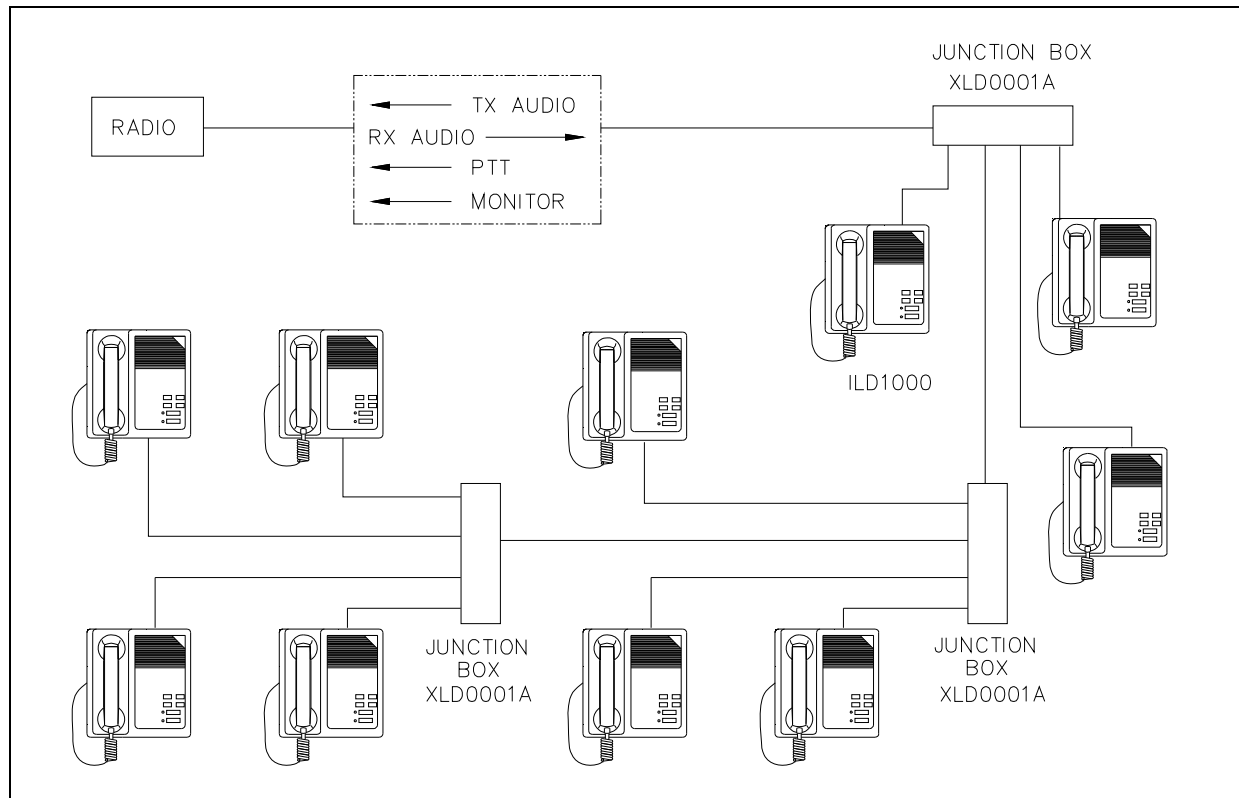 JUNCTION BOX
XLD0001A
RADIO
TX AUDIO
RX AUDIO
PTT
MONITOR
ILD1000
JUNCTION
BOX
XLD0001A
JUNCTION
BOX
XLD0001A